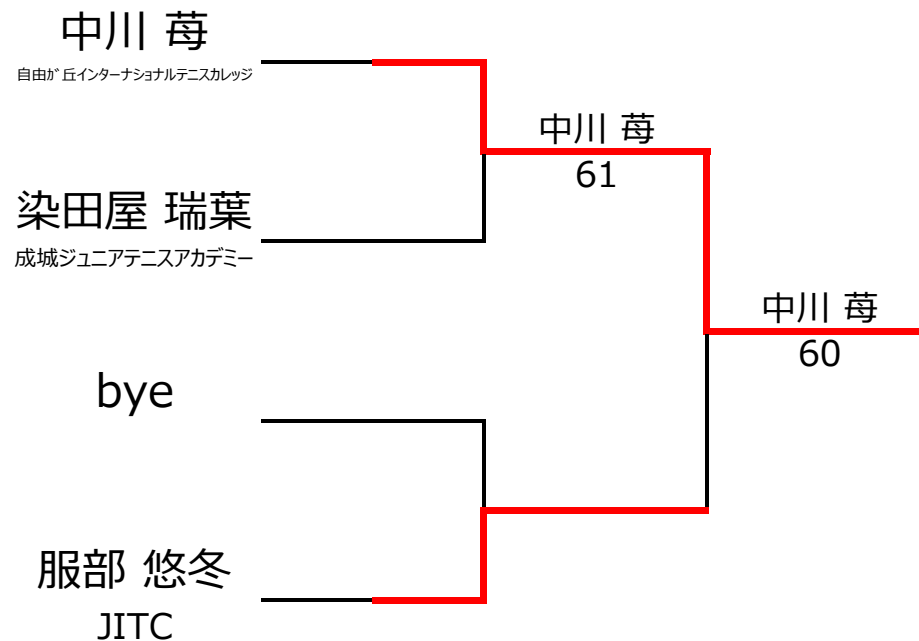 中川 苺
自由が丘インターナショナルテニスカレッジ
中川 苺
61
染田屋 瑞葉
成城ジュニアテニスアカデミー
中川 苺
60
bye
服部 悠冬
JITC